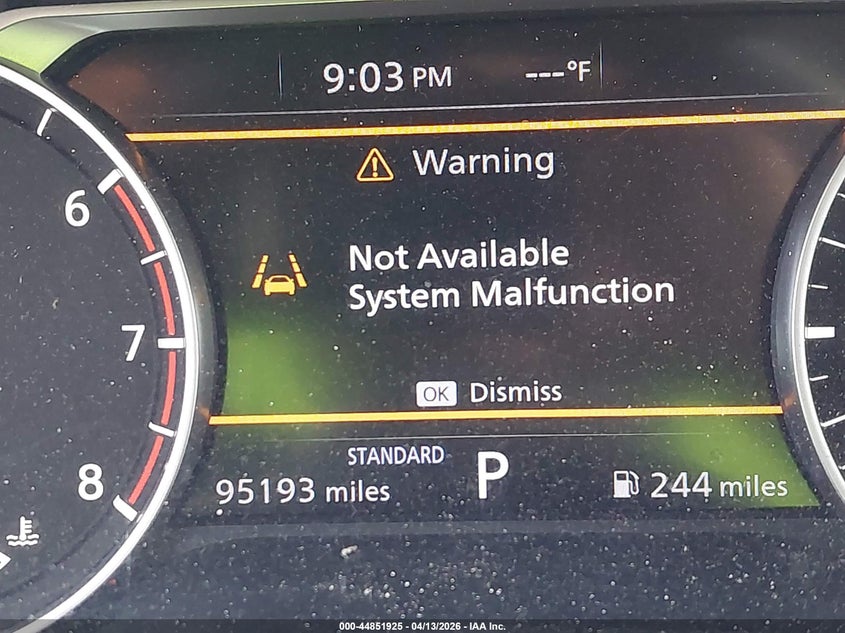 9:03 PM ---°F
Warning
6
Not Available
System Malfunction
7
OK Dismiss
STANDARD
8
95193 miles P 244 miles
000-44851925 - 04/13/2026 - IAA Inc.